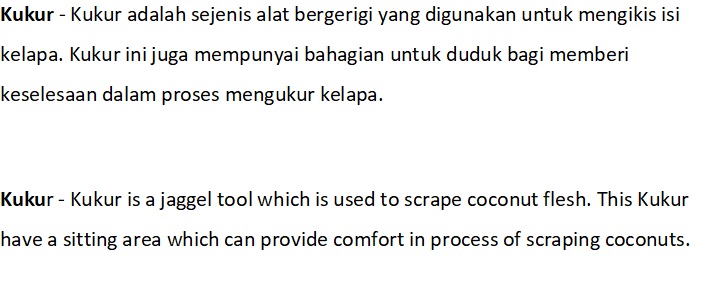 Kukur - Kukur adalah sejenis alat bergerigi yang digunakan untuk mengikis isi
kelapa. Kukur ini juga mempunyai bahagian untuk duduk bagi memberi
keselesaan dalam proses mengukur kelapa.
Kukur - Kukur is a jaggel tool which is used to scrape coconut flesh. This Kukur
have a sitting area which can provide comfort in process of scraping coconuts.